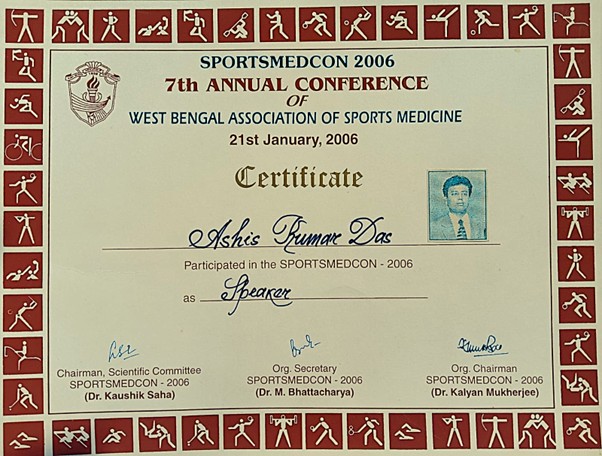 SPORTSMEDCON 2006
7th ANNUAL CONFERENCE
OF
WEST BENGAL ASSOCIATION OF SPORTS MEDICINE
21st January, 2006
Certificate
Ashis Kumar Das
Participated in the SPORTSMEDCON - 2006
as Speaker
Chairman, Scientific Committee
SPORTSMEDCON - 2006
(Dr. Kaushik Saha)
Org. Secretary
SPORTSMEDCON - 2006
(Dr. M. Bhattacharya)
Org. Chairman
SPORTSMEDCON - 2006
(Dr. Kalyan Mukherjee)